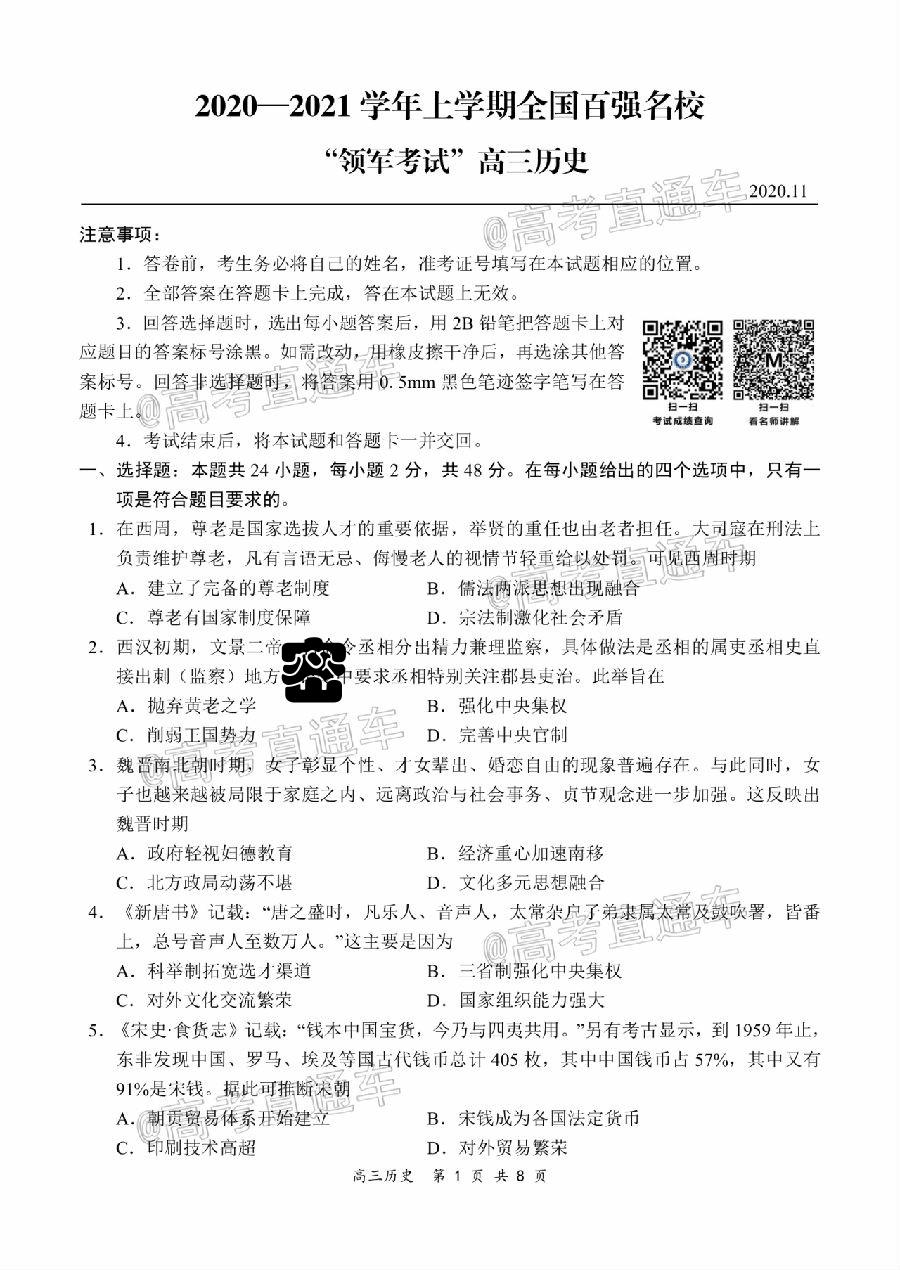 2020—2021 学年上学期全国百强名校
“领军考试”高三历史
2020.11
注意事项：
1．答卷前，考生务必将自己的姓名，准考证号填写在本试题相应的位置。
2．全部答案在答题卡上完成，答在本试题上无效。
3．回答选择题时，选出每小题答案后，用 2B 铅笔把答题卡上对
应题目的答案标号涂黑。如需改动，用橡皮擦干净后，再选涂其他答
案标号。回答非选择题时，将答案用 0.5mm 黑色笔迹签字笔写在答
题卡上。
4．考试结束后，将本试题和答题卡一并交回。
扫一扫
考试成绩查询
扫一扫
看名师讲解
一、选择题：本题共 24 小题，每小题 2 分，共 48 分。在每小题给出的四个选项中，只有一
项是符合题目要求的。
1．在西周，尊老是国家选拔人才的重要依据，举贤的重任也由老者担任。大司寇在刑法上
负责维护尊老，凡有言语无忌、侮慢老人的视情节轻重给以处罚。可见西周时期
A．建立了完备的尊老制度 B．儒法两派思想出现融合
C．尊老有国家制度保障 D．宗法制激化社会矛盾
2．西汉初期，文景二帝 令丞相分出精力兼理监察，具体做法是丞相的属吏丞相史直
接出刺（监察）地方 中要求丞相特别关注郡县吏治。此举旨在
A．抛弃黄老之学 B．强化中央集权
C．削弱王国势力 D．完善中央官制
3．魏晋南北朝时期，女子彰显个性、才女辈出、婚恋自由的现象普遍存在。与此同时，女
子也越来越被局限于家庭之内、远离政治与社会事务、贞节观念进一步加强。这反映出
魏晋时期
A．政府轻视妇德教育 B．经济重心加速南移
C．北方政局动荡不堪 D．文化多元思想融合
4．《新唐书》记载：“唐之盛时，凡乐人、音声人，太常杂户子弟隶属太常及鼓吹署，皆番
上，总号音声人至数万人。”这主要是因为
A．科举制拓宽选才渠道 B．三省制强化中央集权
C．对外文化交流繁荣 D．国家组织能力强大
5．《宋史·食货志》记载：“钱本中国宝货，今乃与四夷共用。”另有考古显示，到 1959 年止，
东非发现中国、罗马、埃及等国古代钱币总计 405 枚，其中中国钱币占 57%，其中又有
91%是宋钱。据此可推断宋朝
A．朝贡贸易体系开始建立 B．宋钱成为各国法定货币
C．印刷技术高超 D．对外贸易繁荣
高三历史 第 1 页 共 8 页
@高考直通车
@高考直通车
@高考直通车
@高考直通车
@高考直通车
@高考直通车